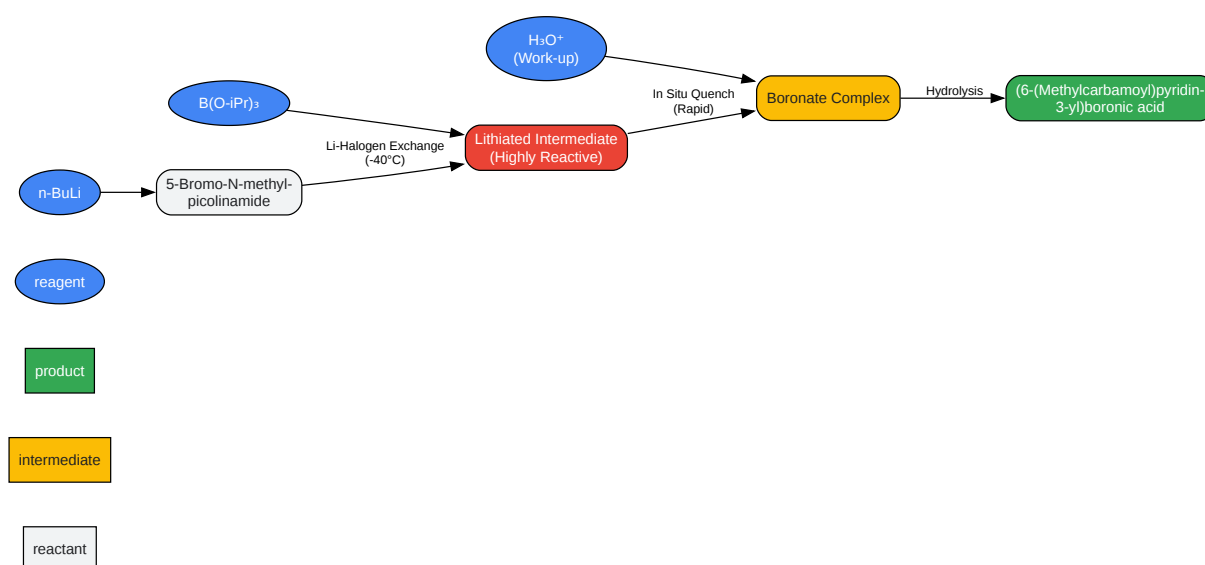 H₃O⁺
(Work-up)
B(O-iPr)₃
In Situ Quench
(Rapid)
Boronate Complex
Hydrolysis
(6-(Methylcarbamoyl)pyridin-
3-yl)boronic acid
Li-Halogen Exchange
(-40°C)
Lithiated Intermediate
(Highly Reactive)
n-BuLi
5-Bromo-N-methyl-
picolinamide
reagent
product
intermediate
reactant